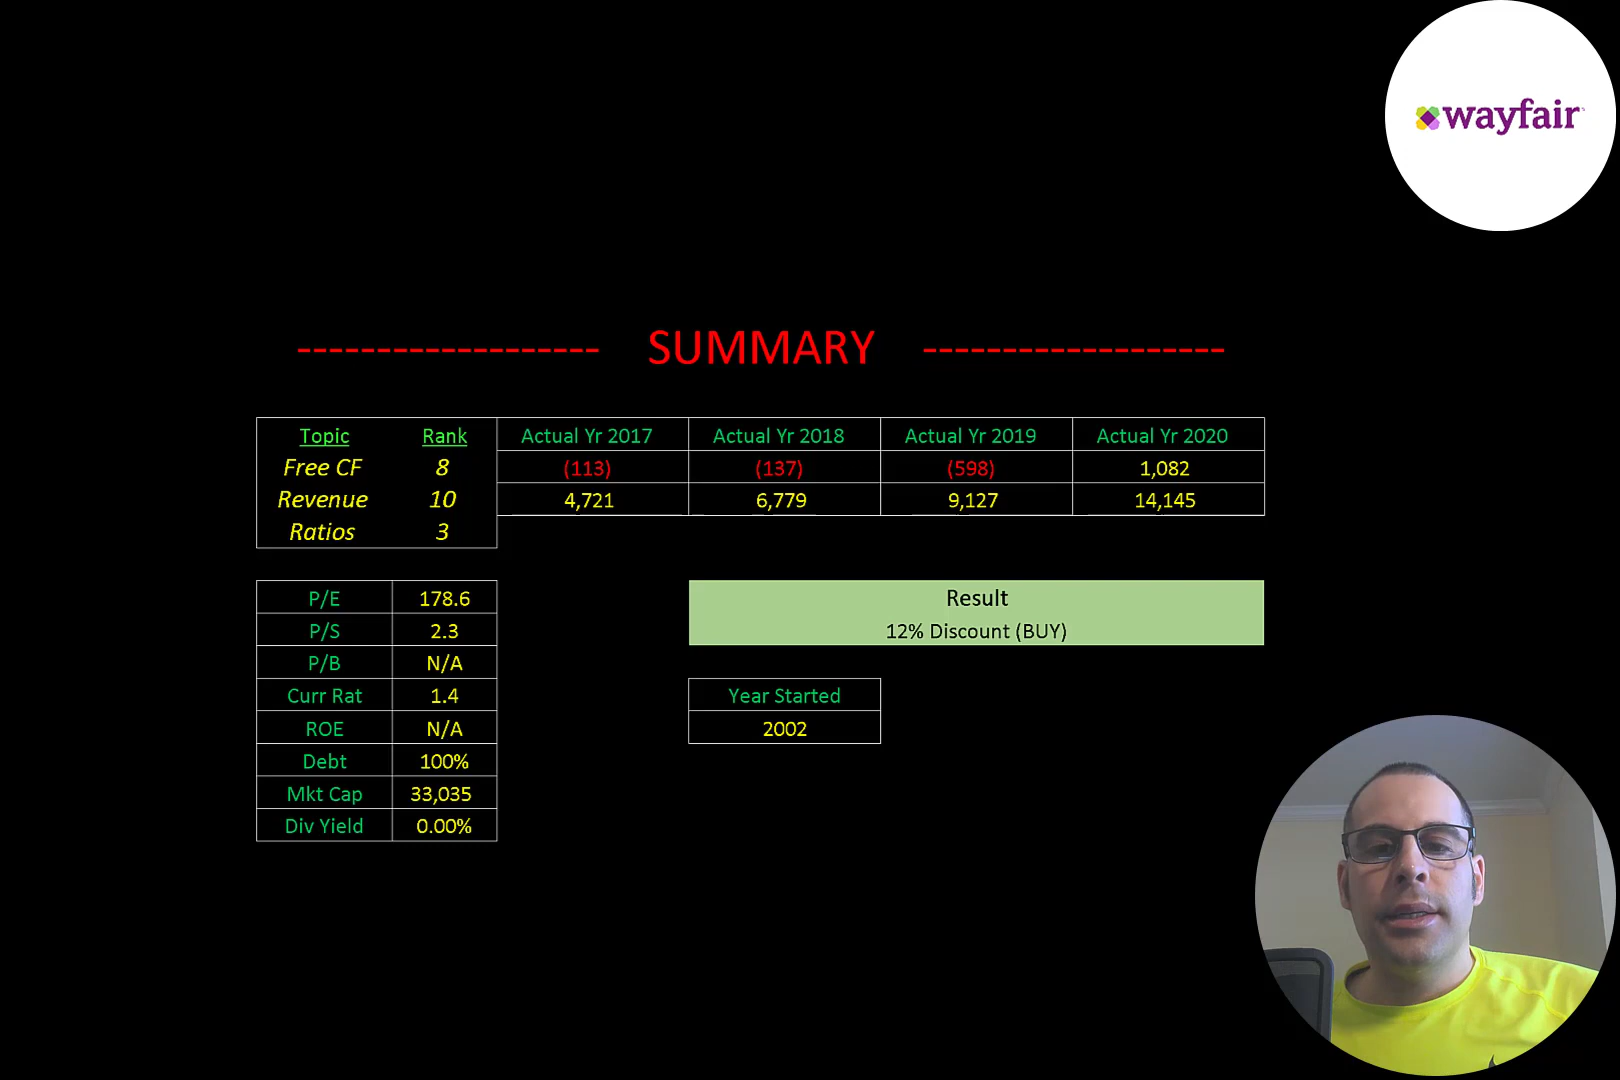 wayfair
------------------- SUMMARY -------------------
Topic Rank Actual Yr 2017 Actual Yr 2018 Actual Yr 2019 Actual Yr 2020
Free CF 8 (113) (137) (598) 1,082
Revenue 10 4,721 6,779 9,127 14,145
Ratios 3
P/E 178.6 Result
P/S 2.3 12% Discount (BUY)
P/B N/A
Curr Rat 1.4 Year Started
ROE N/A 2002
Debt 100%
Mkt Cap 33,035
Div Yield 0.00%